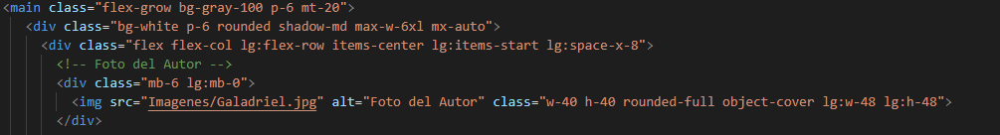 <main class="flex-grow bg-gray-100 p-6 mt-20">
<div class="bg-white p-6 rounded shadow-md max-w-6xl mx-auto">
<div class="flex flex-col lg:flex-row items-center lg:items-start lg:space-x-8">
<!-- Foto del Autor -->
<div class="mb-6 lg:mb-0">
<img src="Imagenes/Galadriel.jpg" alt="Foto del Autor" class="w-40 h-40 rounded-full object-cover lg:w-48 lg:h-48">
</div>